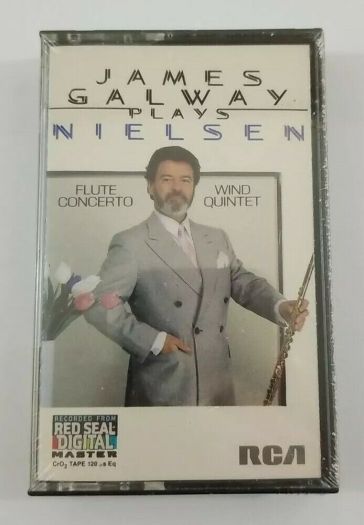 JAMES
GALWAY
PLAYS
NIELSEN
FLUTE
CONCERTO
WIND
QUINTET
RECORDED FROM
RED SEAL
DIGITAL
MASTER
CrO2 TAPE 120 µs Eq
RCA